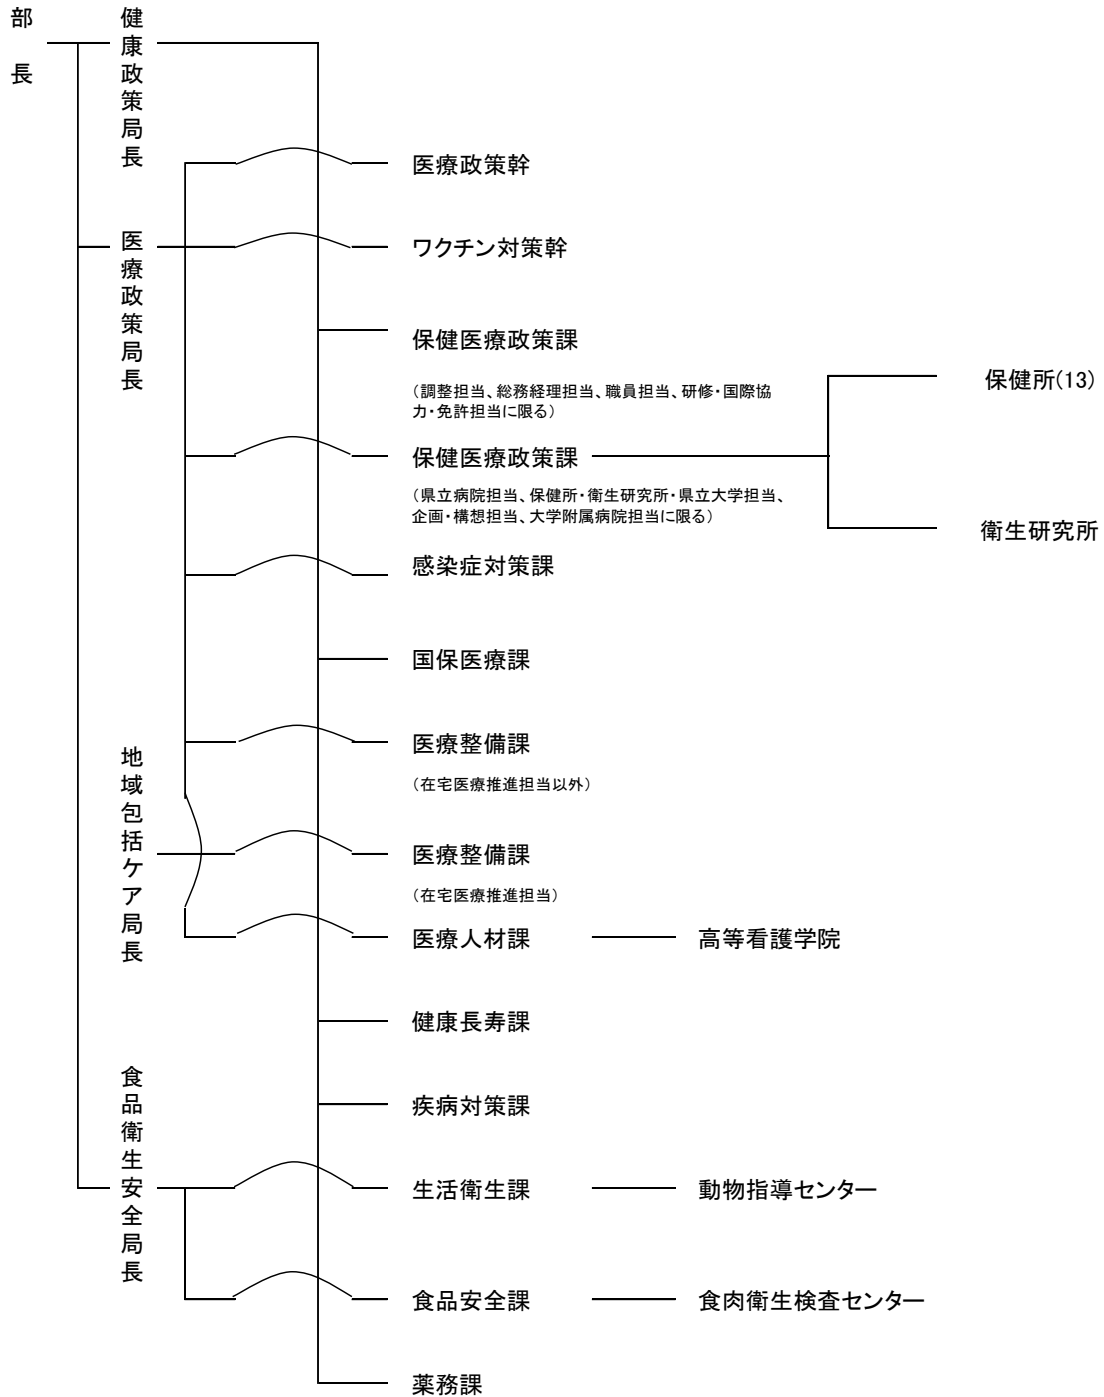 部長
健康政策局長
医療政策幹
医療政策局長
ワクチン対策幹
保健医療政策課
（調整担当、総務経理担当、職員担当、研修・国際協
力・免許担当に限る）
保健所(13)
保健医療政策課
（県立病院担当、保健所・衛生研究所・県立大学担当、
企画・構想担当、大学附属病院担当に限る）
衛生研究所
感染症対策課
国保医療課
医療整備課
（在宅医療推進担当以外）
地域包括ケア局長
医療整備課
（在宅医療推進担当）
医療人材課
高等看護学院
健康長寿課
疾病対策課
食品衛生安全局長
生活衛生課
動物指導センター
食品安全課
食肉衛生検査センター
薬務課